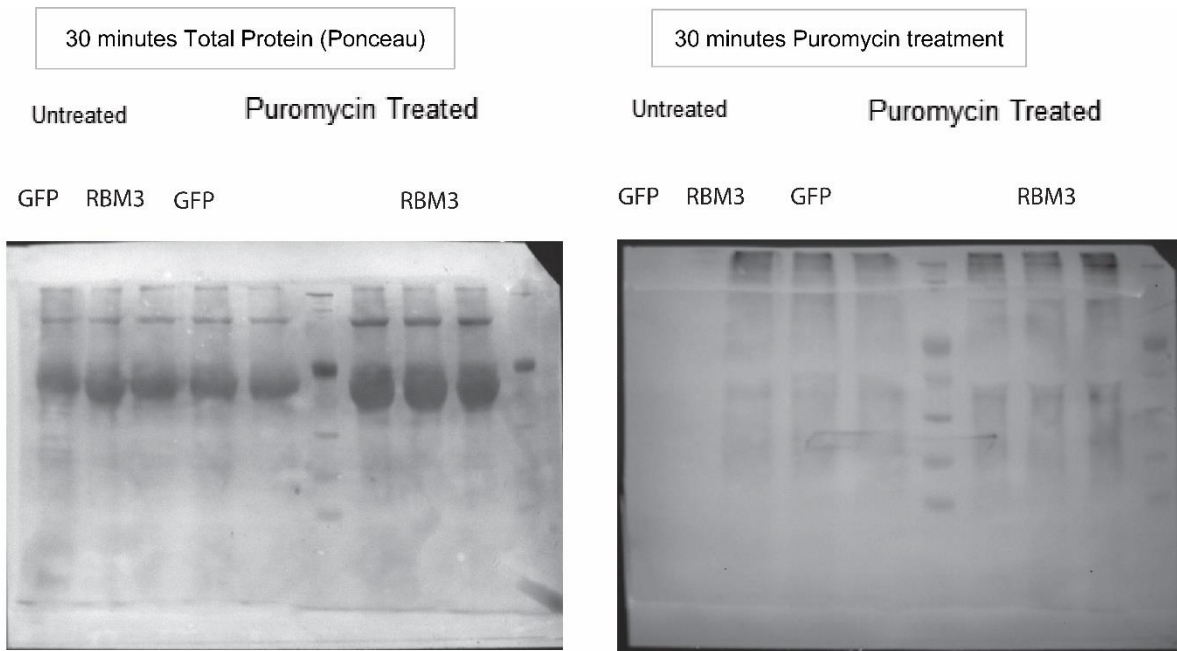 30 minutes Total Protein (Ponceau)
Untreated Puromycin Treated
GFP RBM3 GFP RBM3
30 minutes Puromycin treatment
Untreated Puromycin Treated
GFP RBM3 GFP RBM3